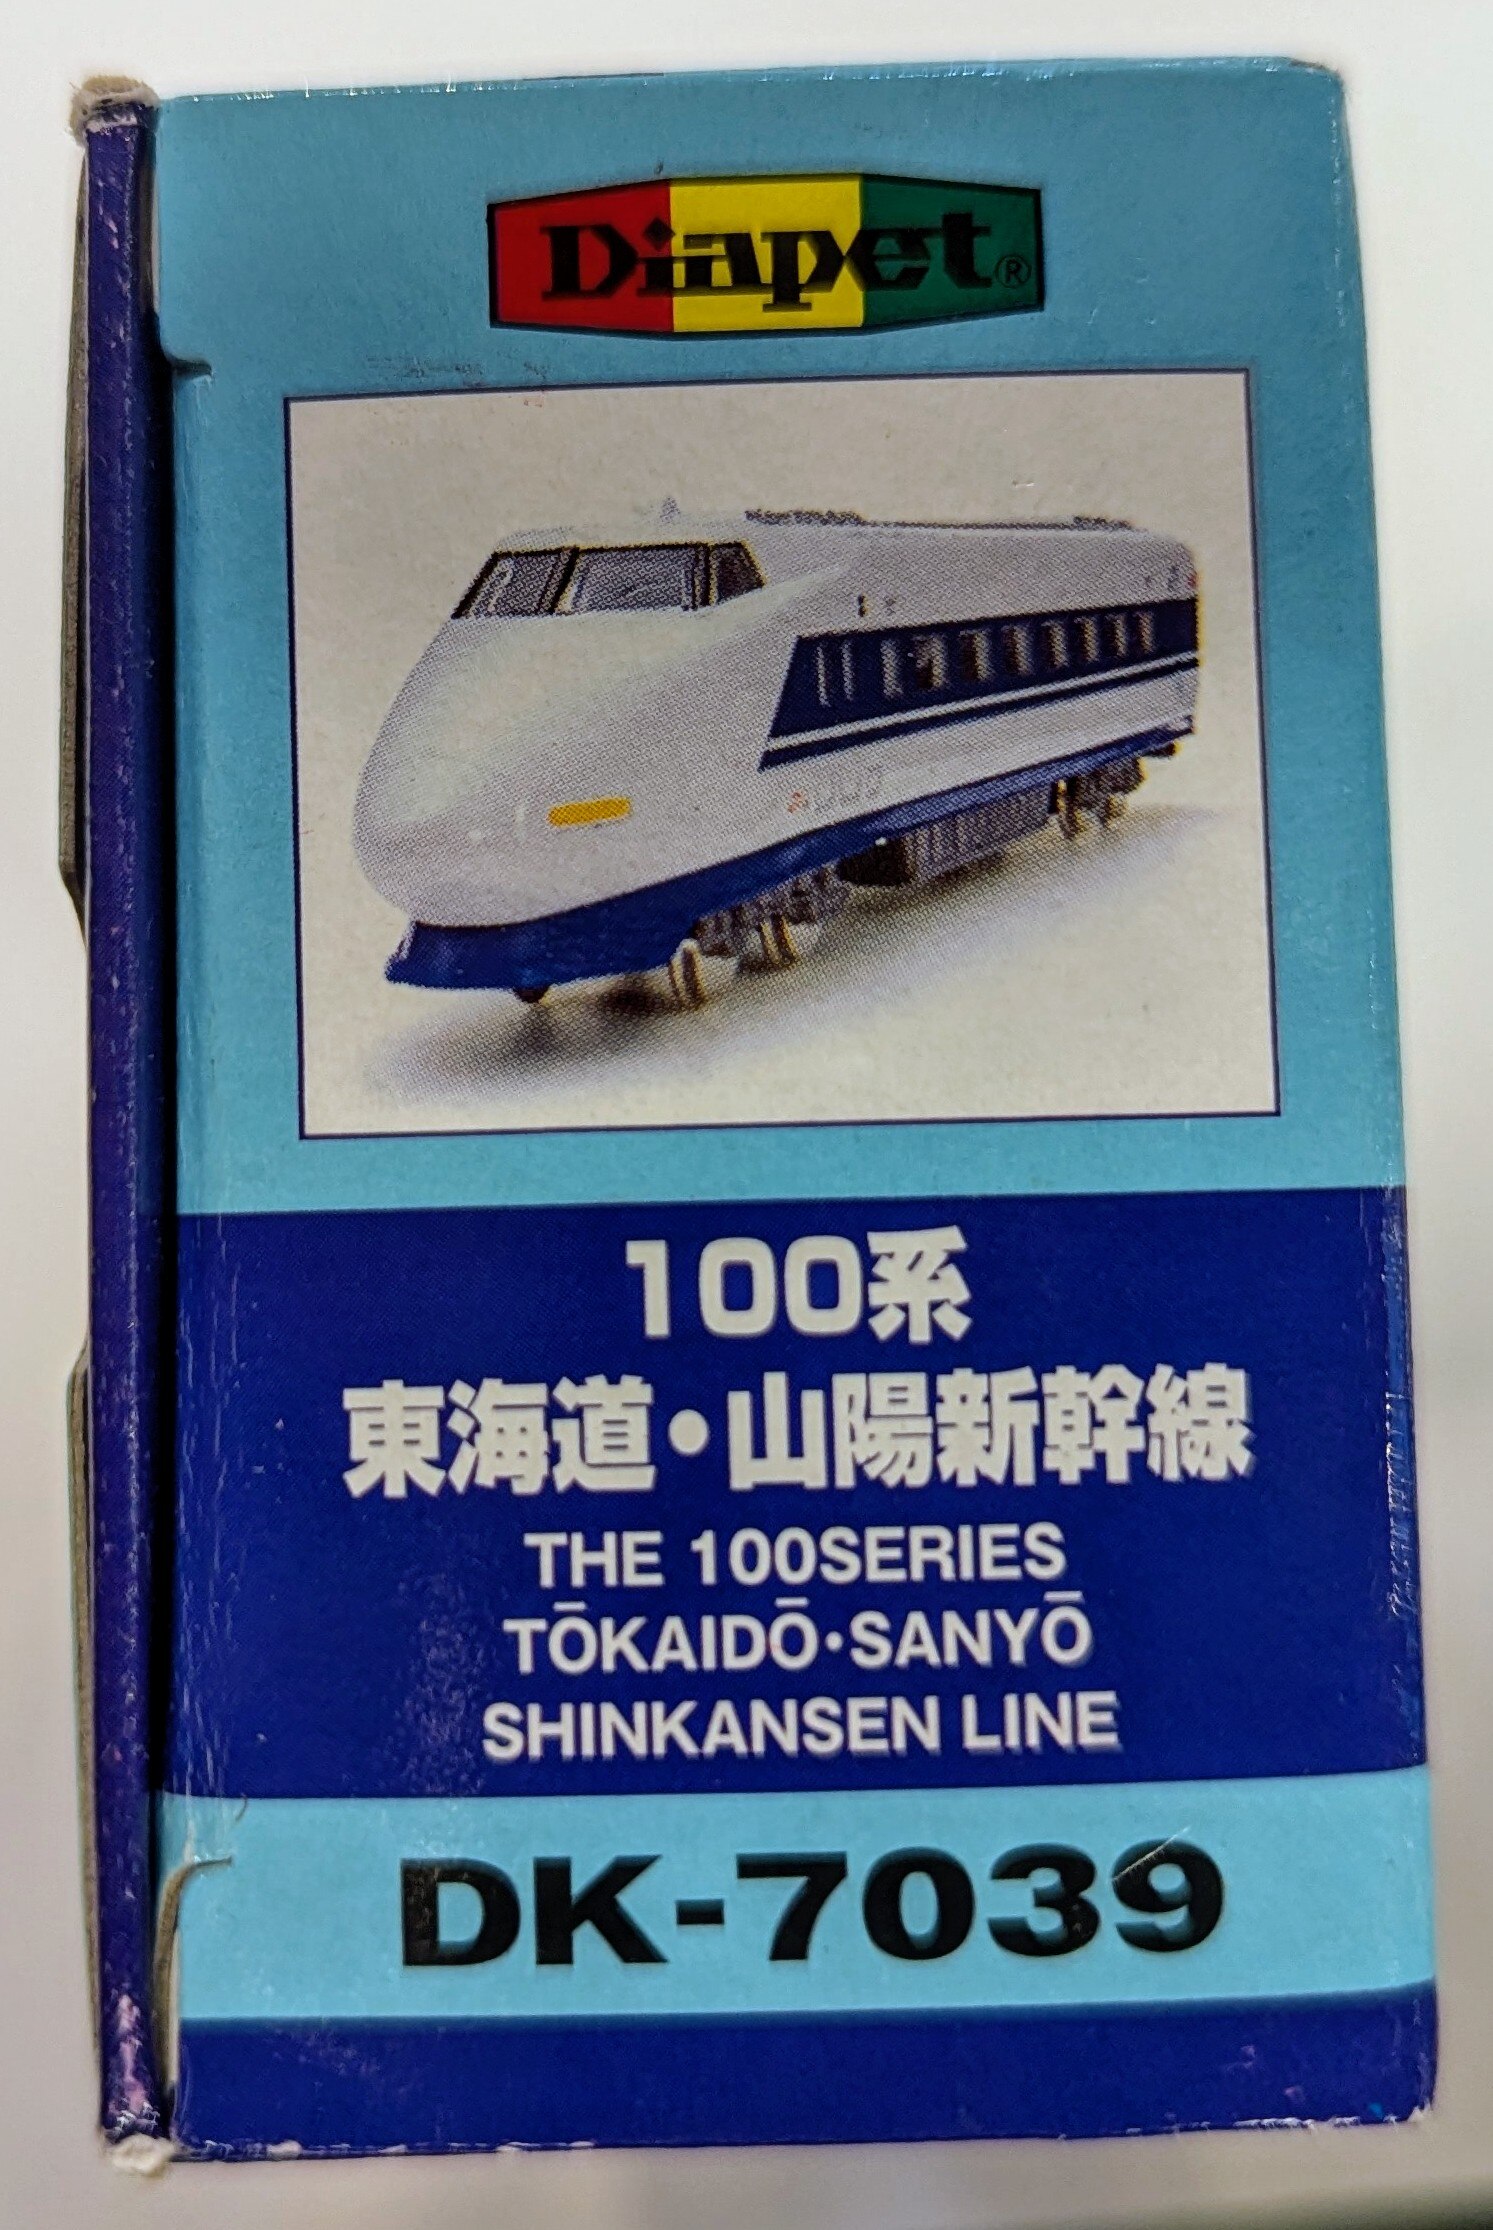 Diapet®
100系
東海道・山陽新幹線
THE 100SERIES
TŌKAIDŌ・SANYŌ
SHINKANSEN LINE
DK-7039